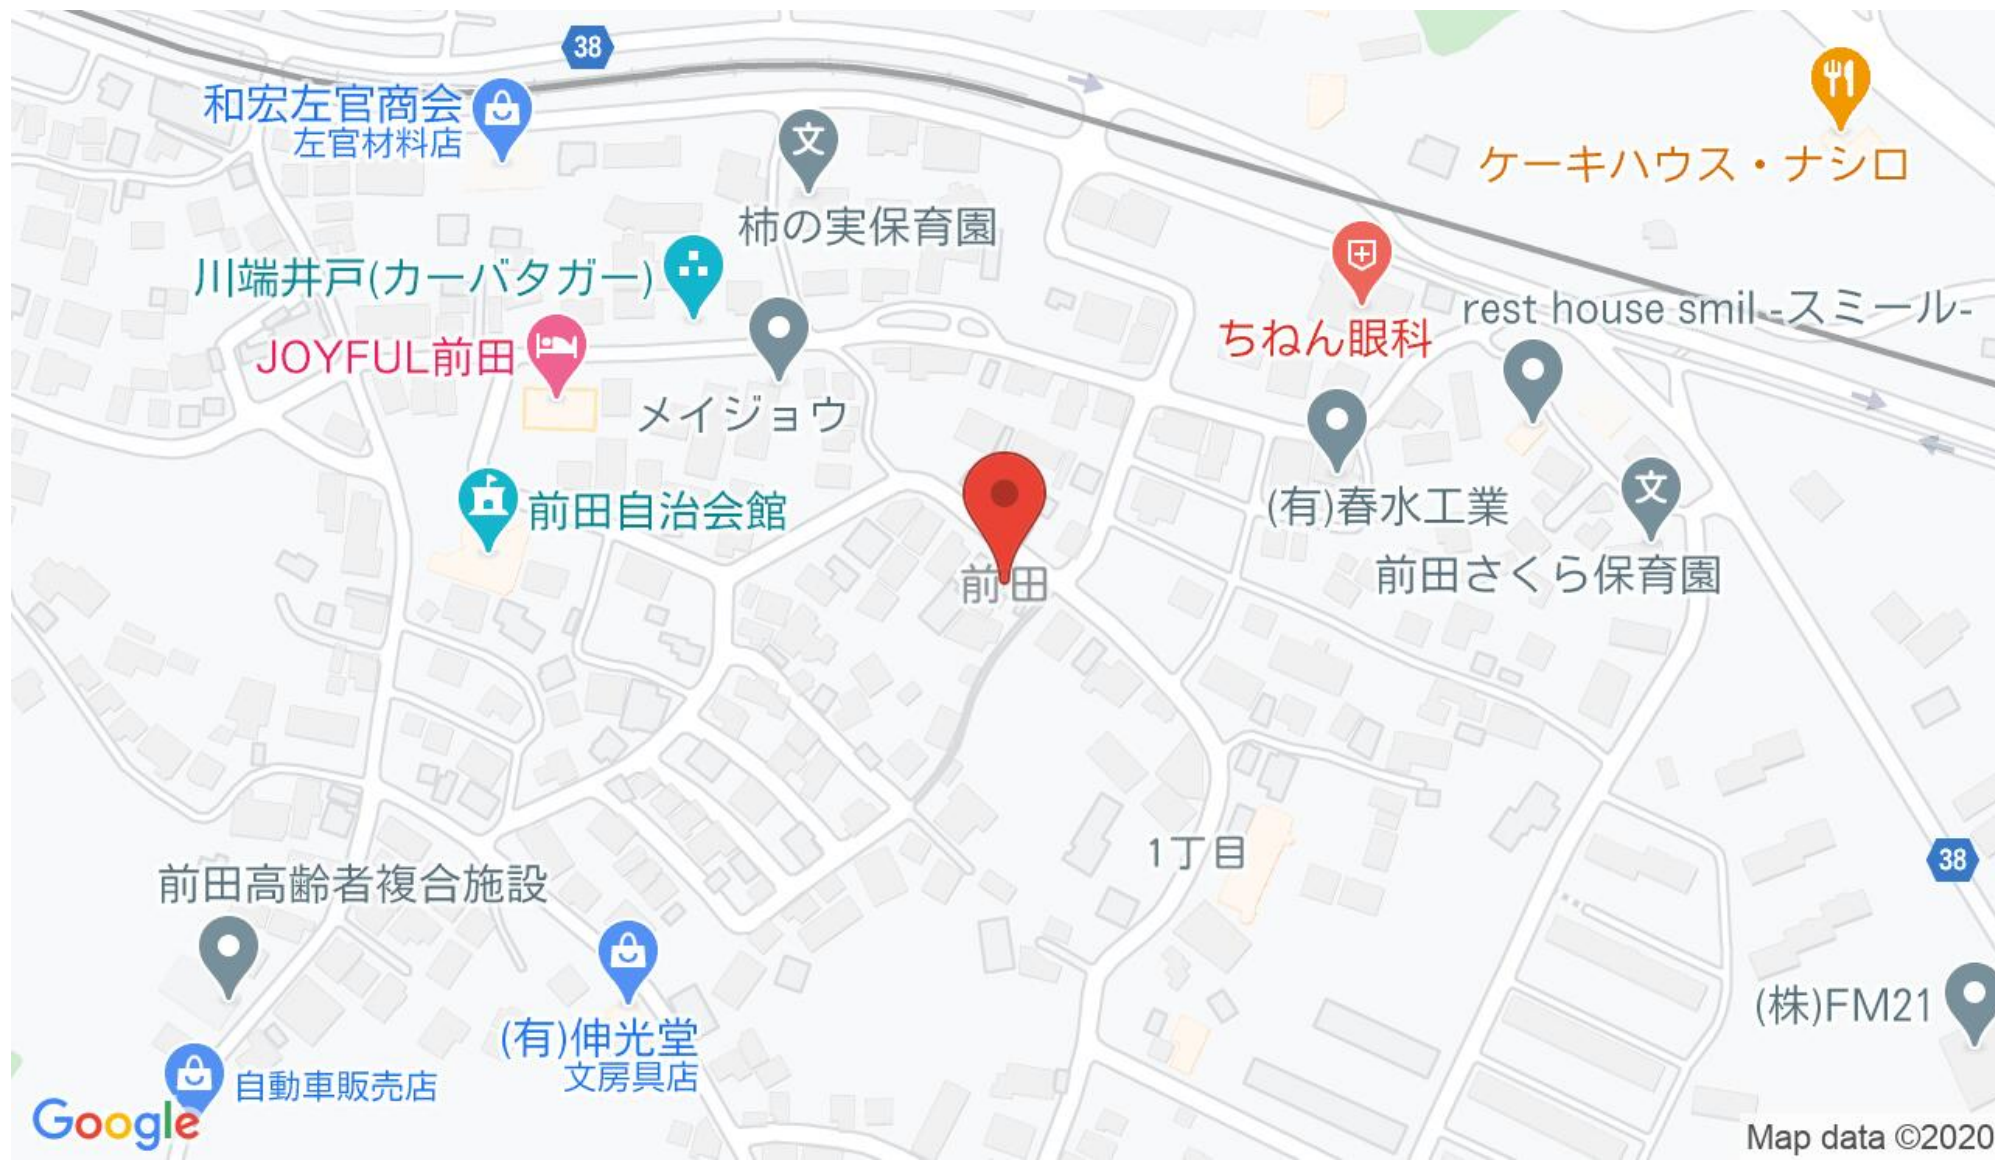 38
和宏左官商会
左官材料店
文
ケーキハウス・ナシロ
柿の実保育園
川端井戸(カーバタガー)
rest house smil -スミール-
ちねん眼科
JOYFUL前田
メイジョウ
前田自治会館
(有)春水工業
文
前田さくら保育園
前田
1丁目
38
前田高齢者複合施設
(株)FM21
(有)伸光堂
文房具店
自動車販売店
Google
Map data ©2020